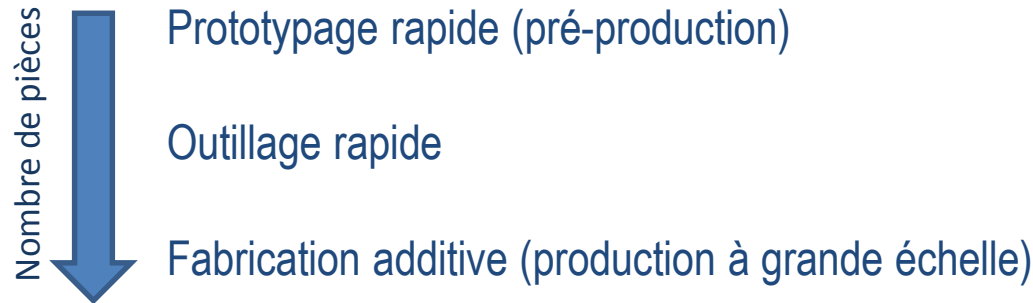 Nombre de pièces
Prototypage rapide (pré-production)
Outillage rapide
Fabrication additive (production à grande échelle)